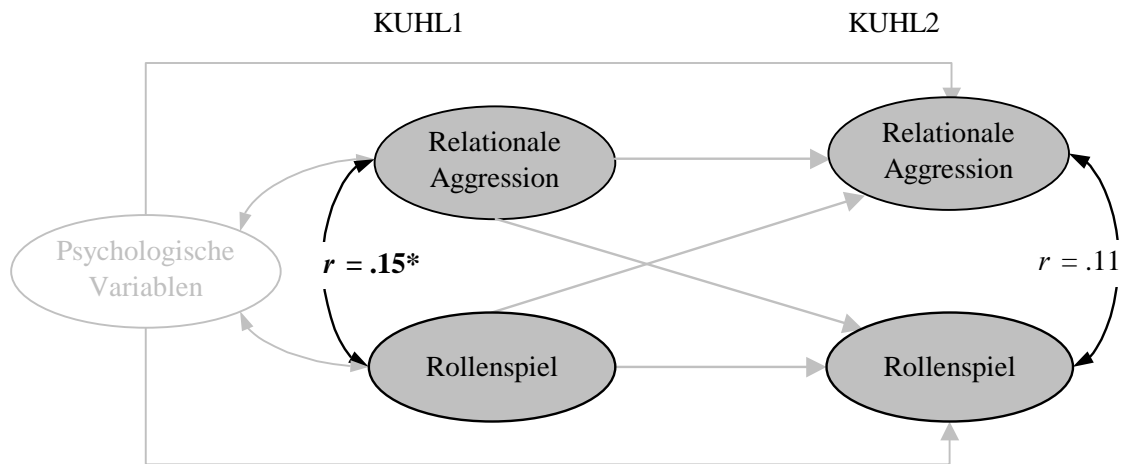 KUHL1
KUHL2
Relationale
Aggression
Relationale
Aggression
Psychologische
Variablen
r = .15*
r = .11
Rollenspiel
Rollenspiel